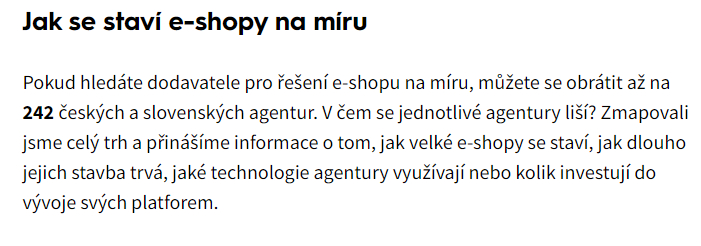 Jak se staví e-shopy na míru
Pokud hledáte dodavatele pro řešení e-shopu na míru, můžete se obrátit až na
242 českých a slovenských agentur. V čem se jednotlivé agentury liší? Zmapovali
jsme celý trh a přinášíme informace o tom, jak velké e-shopy se staví, jak dlouho
jejich stavba trvá, jaké technologie agentury využívají nebo kolik investují do
vývoje svých platforem.